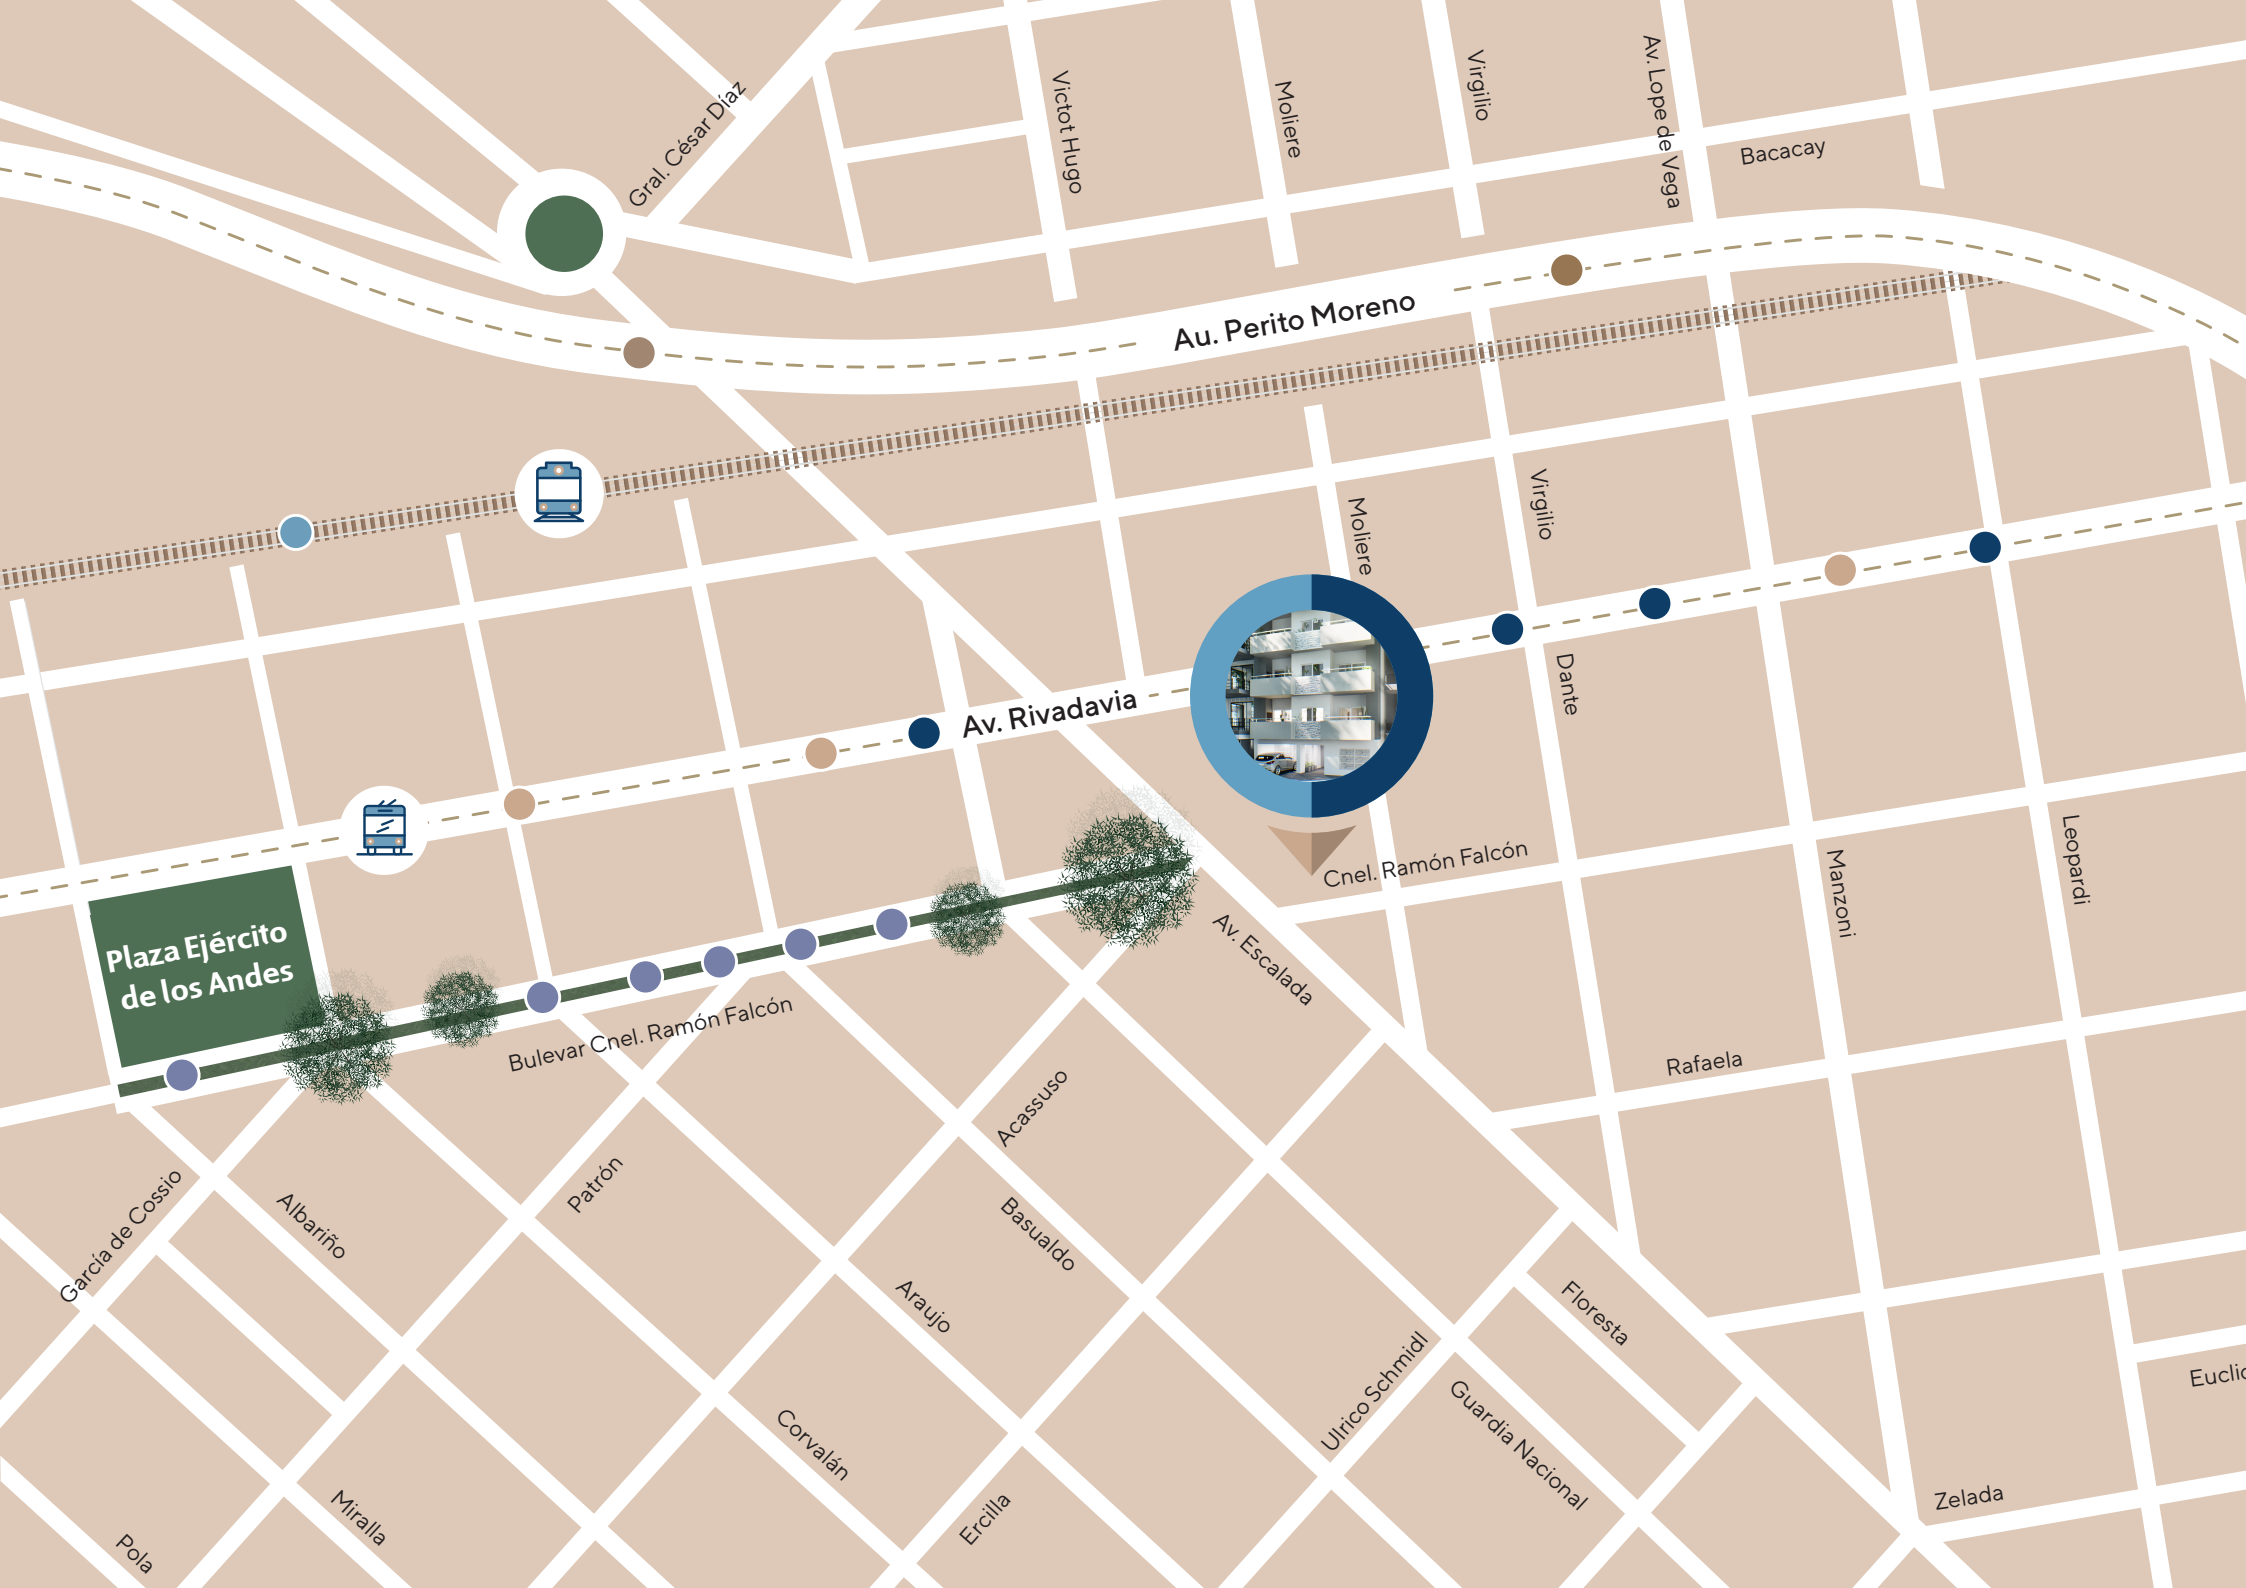 Gral. César Díaz
Victot Hugo
Moliere
Virgilio
Av. Lope de Vega
Bacacay
Au. Perito Moreno
Moliere
Virgilio
Dante
Av. Rivadavia
Plaza Ejército
de los Andes
Bulevar Cnel. Ramón Falcón
Cnel. Ramón Falcón
Av. Escalada
Manzoni
Leopardi
Rafaela
García de Cossio
Albariño
Patrón
Acassuso
Basualdo
Araujo
Floresta
Ulrico Schmidl
Guardia Nacional
Corvalán
Ercilla
Miralla
Pola
Zelada